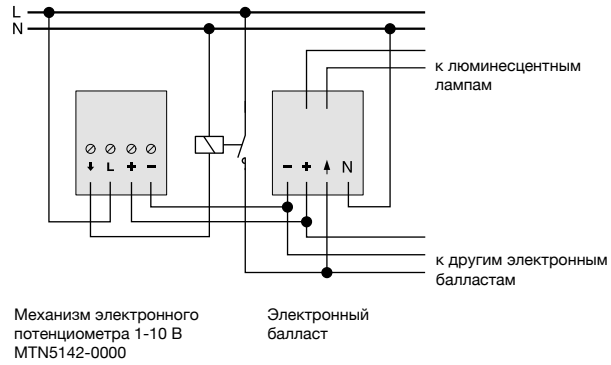 L
N
к люминесцентным
лампам
↓ L + −
− + ↑ N
к другим электронным
балластам
Механизм электронного
потенциометра 1-10 В
MTN5142-0000
Электронный
балласт